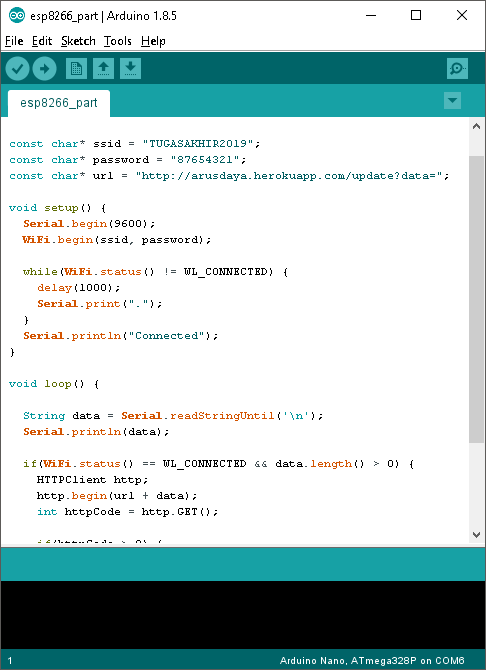 esp8266_part | Arduino 1.8.5
File Edit Sketch Tools Help
esp8266_part
const char* ssid = "TUGASAKHIR2019";
const char* password = "87654321";
const char* url = "http://arusdaya.herokuapp.com/update?data=";
void setup() {
Serial.begin(9600);
WiFi.begin(ssid, password);
while(WiFi.status() != WL_CONNECTED) {
delay(1000);
Serial.print(".");
}
Serial.println("Connected");
}
void loop() {
String data = Serial.readStringUntil('\n');
Serial.println(data);
if(WiFi.status() == WL_CONNECTED && data.length() > 0) {
HTTPClient http;
http.begin(url + data);
int httpCode = http.GET();
if(httpCode > 0) {
1 Arduino Nano, ATmega328P on COM6